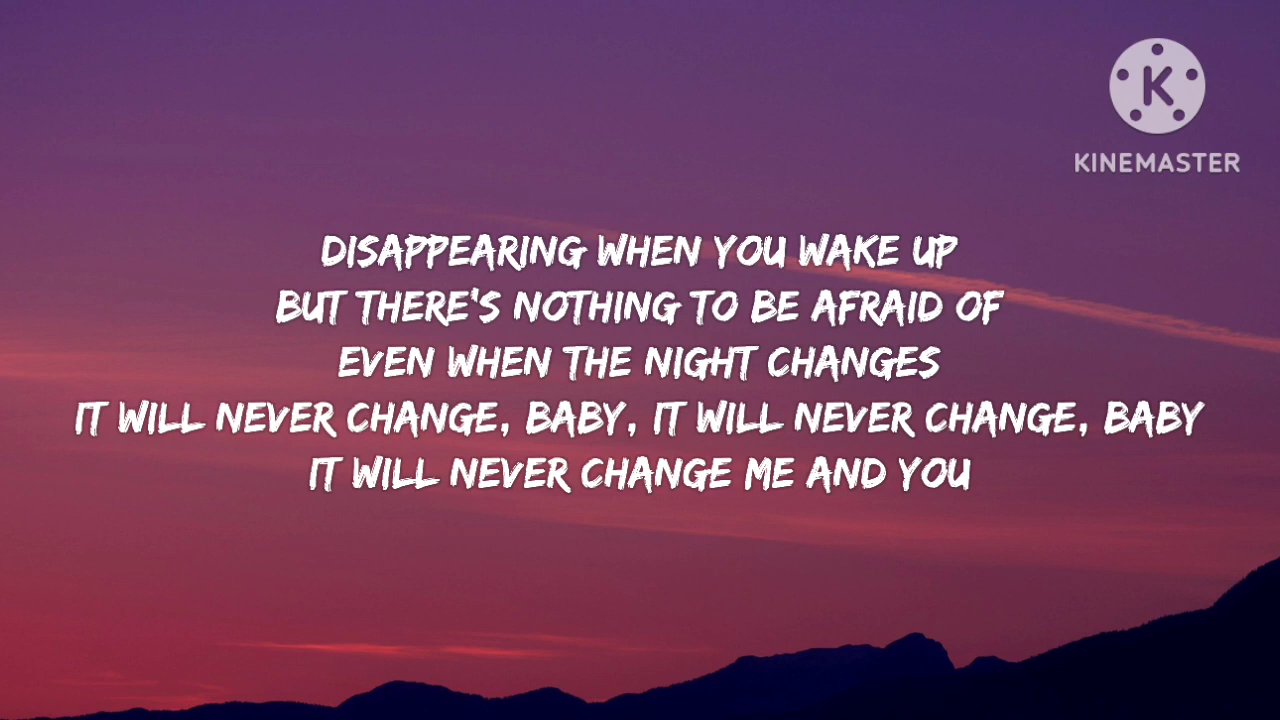 K
KINEMASTER
DISAPPEARING WHEN YOU WAKE UP
BUT THERE'S NOTHING TO BE AFRAID OF
EVEN WHEN THE NIGHT CHANGES
IT WILL NEVER CHANGE, BABY, IT WILL NEVER CHANGE, BABY
IT WILL NEVER CHANGE ME AND YOU